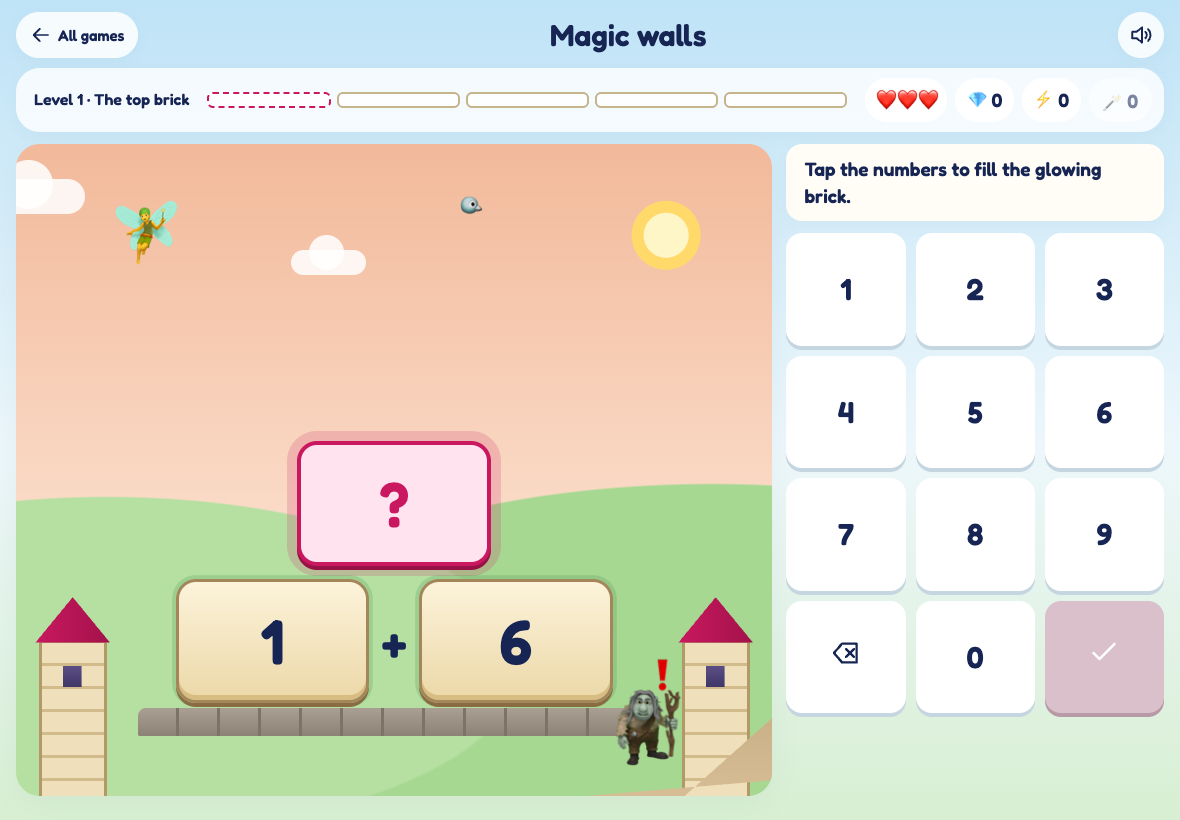 All games
Magic walls
Level 1 · The top brick
0
0
0
Tap the numbers to fill the glowing
brick.
?
1 + 6
1 2 3
4 5 6
7 8 9
0